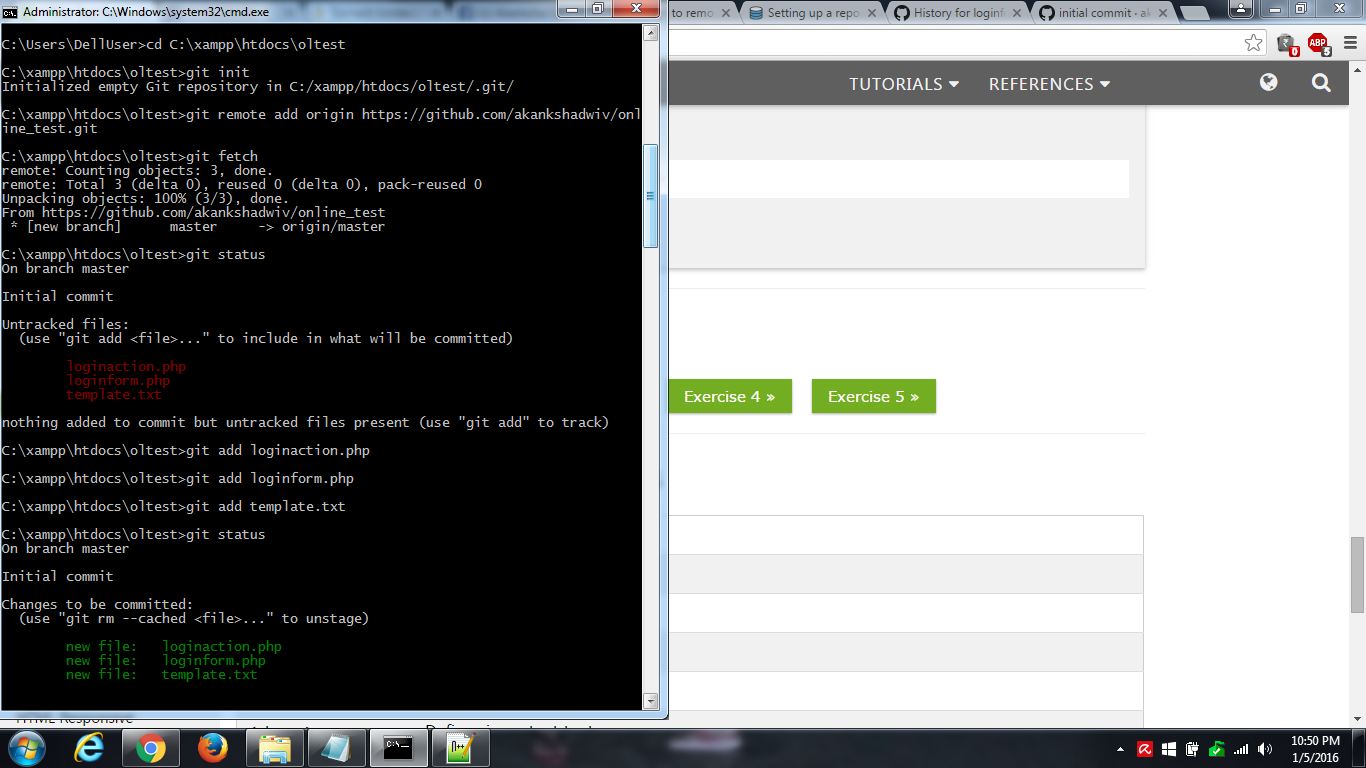 Administrator: C:\Windows\system32\cmd.exe
C:\Users\DellUser>cd C:\xampp\htdocs\oltest
C:\xampp\htdocs\oltest>git init
Initialized empty Git repository in C:/xampp/htdocs/oltest/.git/
C:\xampp\htdocs\oltest>git remote add origin https://github.com/akankshadwiv/onl
ine_test.git
C:\xampp\htdocs\oltest>git fetch
remote: Counting objects: 3, done.
remote: Total 3 (delta 0), reused 0 (delta 0), pack-reused 0
Unpacking objects: 100% (3/3), done.
From https://github.com/akankshadwiv/online_test
* [new branch] master -> origin/master
C:\xampp\htdocs\oltest>git status
On branch master
Initial commit
Untracked files:
(use "git add <file>..." to include in what will be committed)
loginaction.php
loginform.php
template.txt
nothing added to commit but untracked files present (use "git add" to track)
C:\xampp\htdocs\oltest>git add loginaction.php
C:\xampp\htdocs\oltest>git add loginform.php
C:\xampp\htdocs\oltest>git add template.txt
C:\xampp\htdocs\oltest>git status
On branch master
Initial commit
Changes to be committed:
(use "git rm --cached <file>..." to unstage)
new file: loginaction.php
new file: loginform.php
new file: template.txt
to remo
Setting up a repo
History for loginf
initial commit · ak
0
ABP
5
TUTORIALS
REFERENCES
Exercise 4 »
Exercise 5 »
HTML Responsive
10:50 PM
1/5/2016